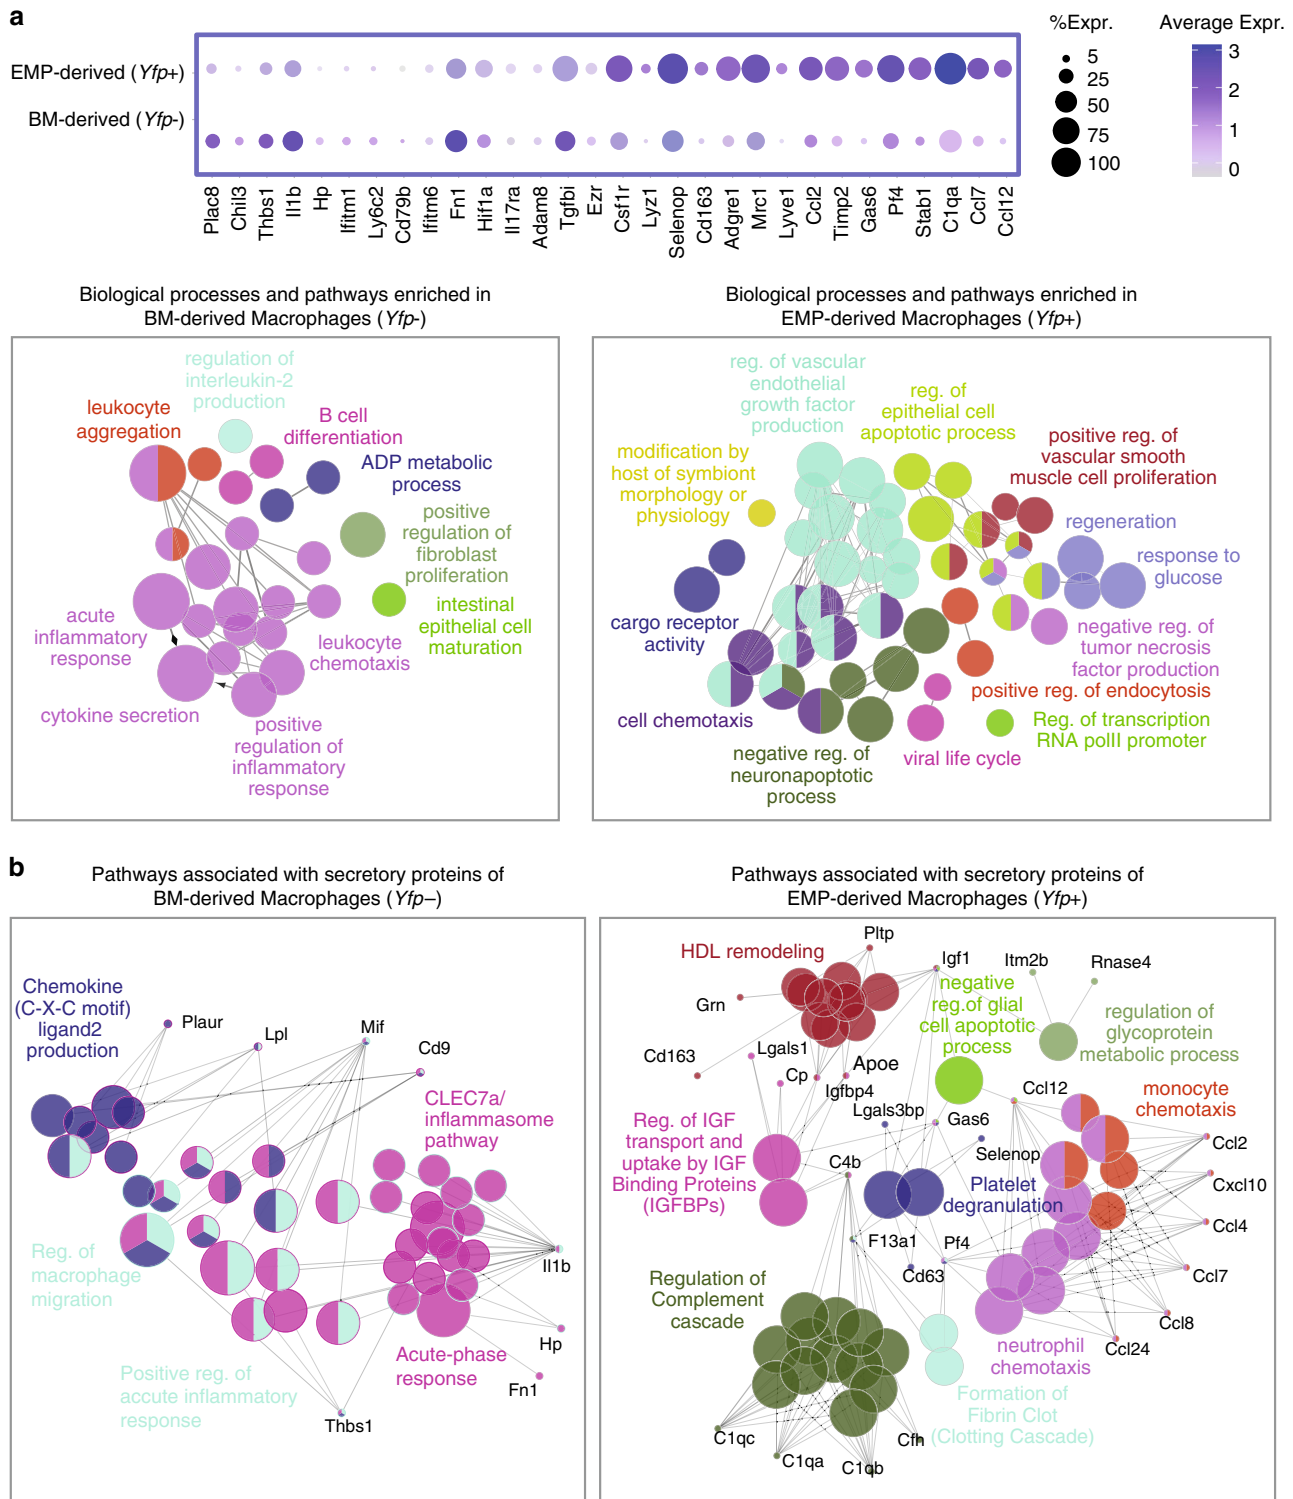 a
%Expr.
Average Expr.
EMP-derived (Yfp+)
BM-derived (Yfp-)
5
25
50
75
100
3
2
1
0
Plac8
Chil3
Thbs1
Il1b
Hp
Ifitm1
Ly6c2
Cd79b
Ifitm6
Fn1
Hif1a
Il17ra
Adam8
Tgfbi
Ezr
Csf1r
Lyz1
Selenop
Cd163
Adgre1
Mrc1
Lyve1
Ccl2
Timp2
Gas6
Pf4
Stab1
C1qa
Ccl7
Ccl12
Biological processes and pathways enriched in
BM-derived Macrophages (Yfp-)
regulation of
interleukin-2
production
leukocyte
aggregation
B cell
differentiation
ADP metabolic
process
positive
regulation of
fibroblast
proliferation
intestinal
epithelial cell
maturation
acute
inflammatory
response
leukocyte
chemotaxis
cytokine secretion
positive
regulation of
inflammatory
response
Biological processes and pathways enriched in
EMP-derived Macrophages (Yfp+)
reg. of vascular
endothelial
growth factor
production
reg. of
epithelial cell
apoptotic process
positive reg. of
vascular smooth
muscle cell proliferation
modification by
host of symbiont
morphology or
physiology
regeneration
response to
glucose
cargo receptor
activity
negative reg. of
tumor necrosis
factor production
positive reg. of endocytosis
cell chemotaxis
Reg. of transcription
RNA polII promoter
viral life cycle
negative reg. of
neuronapoptotic
process
b
Pathways associated with secretory proteins of
BM-derived Macrophages (Yfp–)
Chemokine
(C-X-C motif)
ligand2
production
Plaur
Lpl
Mif
Cd9
CLEC7a/
inflammasome
pathway
Reg. of
macrophage
migration
Il1b
Hp
Fn1
Acute-phase
response
Positive reg. of
accute inflammatory
response
Thbs1
Pathways associated with secretory proteins of
EMP-derived Macrophages (Yfp+)
Pltp
HDL remodeling
Igf1
Itm2b
Rnase4
Grn
negative
reg.of glial
cell apoptotic
process
regulation of
glycoprotein
metabolic process
Cd163
Lgals1
Cp
Apoe
Igfbp4
Lgals3bp
Gas6
Ccl12
monocyte
chemotaxis
Reg. of IGF
transport and
uptake by IGF
Binding Proteins
(IGFBPs)
C4b
Selenop
Ccl2
Cxcl10
Platelet
degranulation
Ccl4
F13a1
Pf4
Cd63
Ccl7
Regulation of
Complement
cascade
Ccl8
Ccl24
neutrophil
chemotaxis
Formation of
Fibrin Clot
(Clotting Cascade)
C1qc
C1qa
C1qb
Cfh